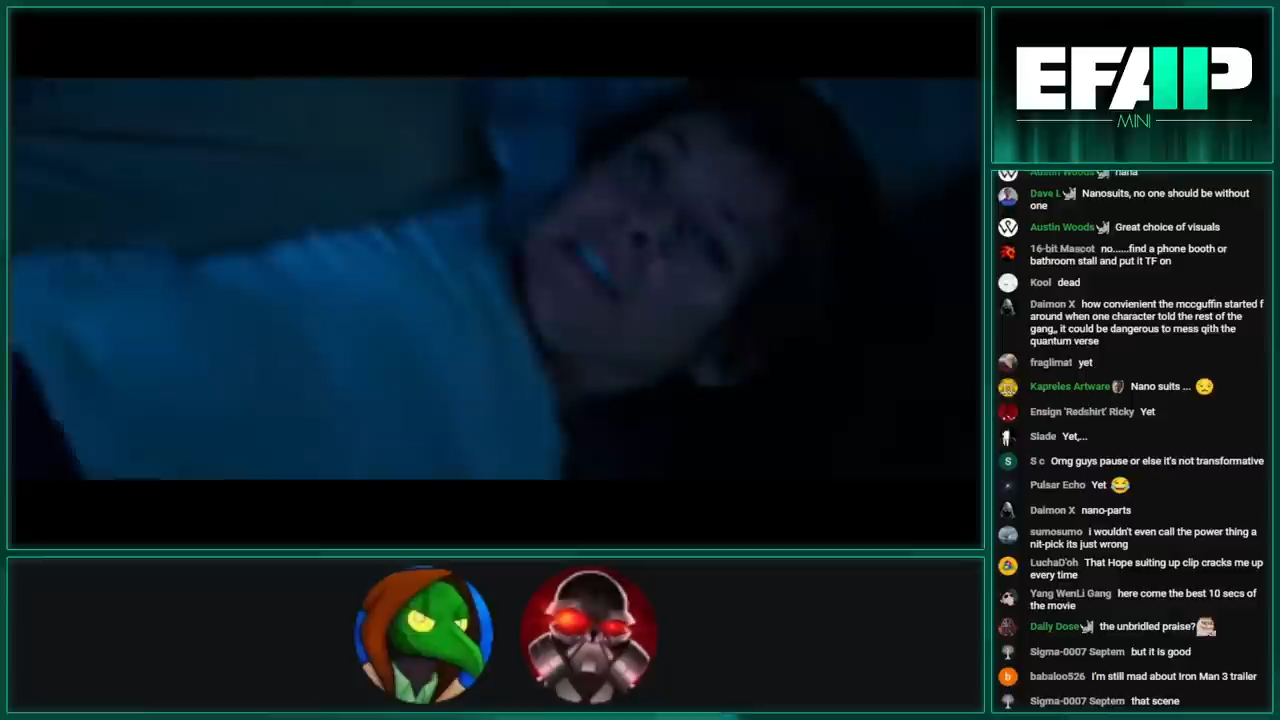 EFAP
MINI
Austin Woods haha
Dave L Nanosuits, no one should be without
one
Austin Woods Great choice of visuals
16-bit Mascot no......find a phone booth or
bathroom stall and put it TF on
Kool dead
Daimon X how convienient the mccguffin started f
around when one character told the rest of the
gang,, it could be dangerous to mess qith the
quantum verse
fraglimat yet
Kapreles Artware Nano suits ... 😞
Ensign 'Redshirt' Ricky Yet
Slade Yet,...
S c Omg guys pause or else it's not transformative
Pulsar Echo Yet 😂
Daimon X nano-parts
sumosumo i wouldn't even call the power thing a
nit-pick its just wrong
LuchaD'oh That Hope suiting up clip cracks me up
every time
Yang WenLi Gang here come the best 10 secs of
the movie
Daily Dose the unbridled praise?
Sigma-0007 Septem but it is good
babaloo526 I'm still mad about Iron Man 3 trailer
Sigma-0007 Septem that scene